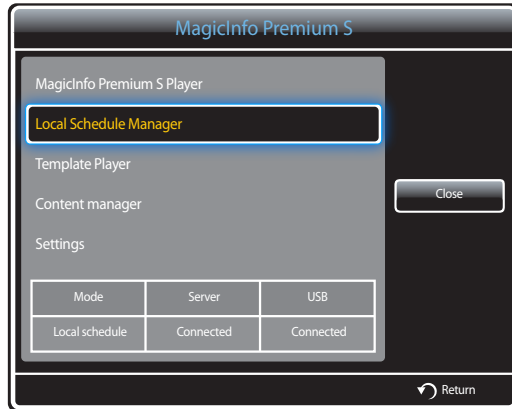 MagicInfo Premium S
MagicInfo Premium S Player
Local Schedule Manager
Template Player
Close
Content manager
Settings
Mode Server USB
Local schedule Connected Connected
Return